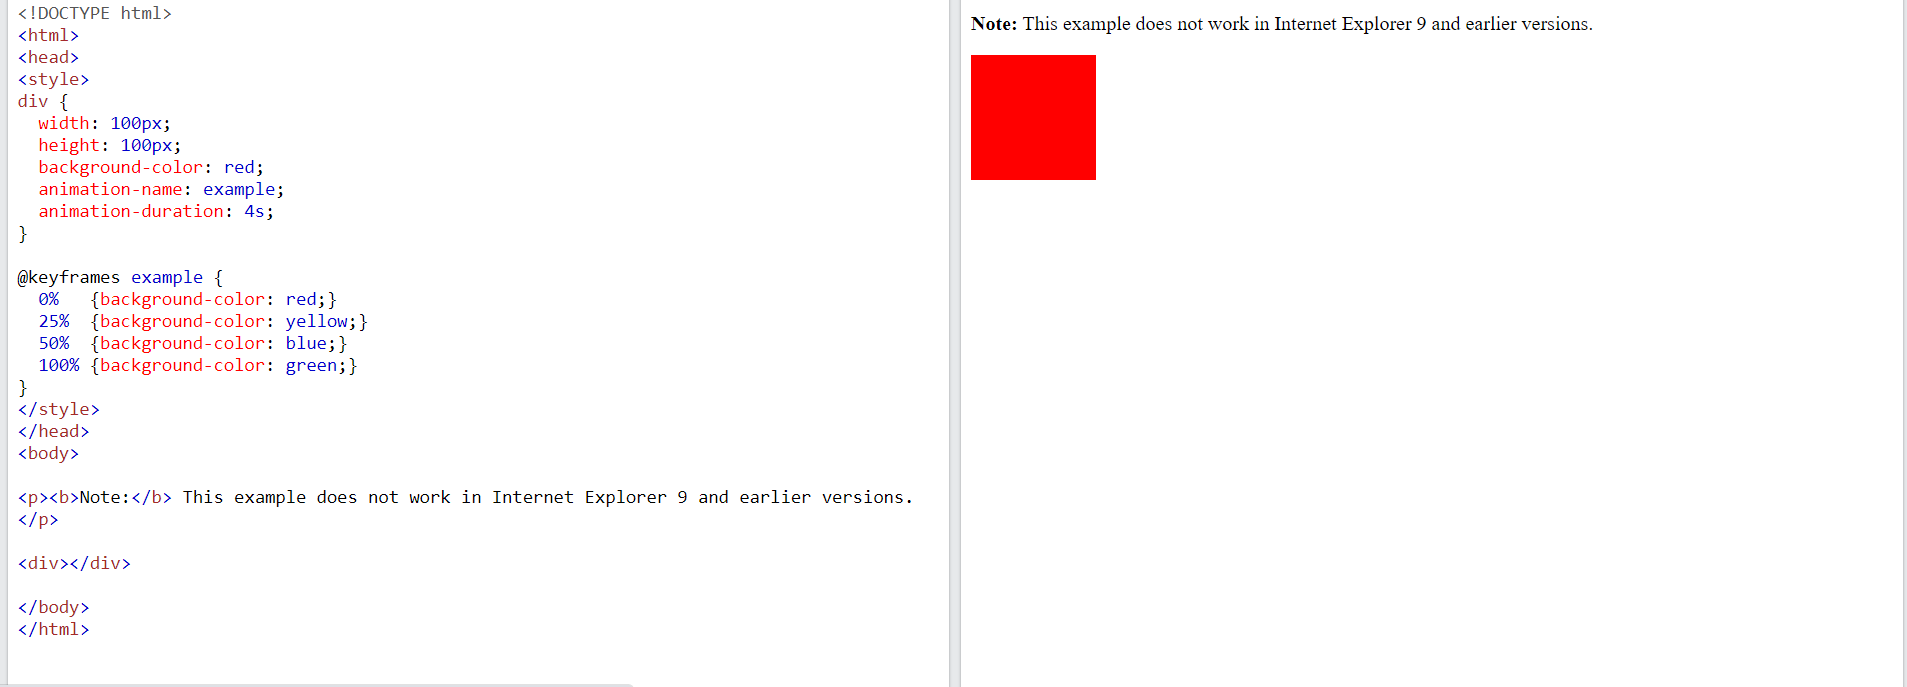 <!DOCTYPE html>
<html>
<head>
<style>
div {
  width: 100px;
  height: 100px;
  background-color: red;
  animation-name: example;
  animation-duration: 4s;
}

@keyframes example {
  0%   {background-color: red;}
  25%  {background-color: yellow;}
  50%  {background-color: blue;}
  100% {background-color: green;}
}
</style>
</head>
<body>

<p><b>Note:</b> This example does not work in Internet Explorer 9 and earlier versions.
</p>

<div></div>

</body>
</html>
Note: This example does not work in Internet Explorer 9 and earlier versions.